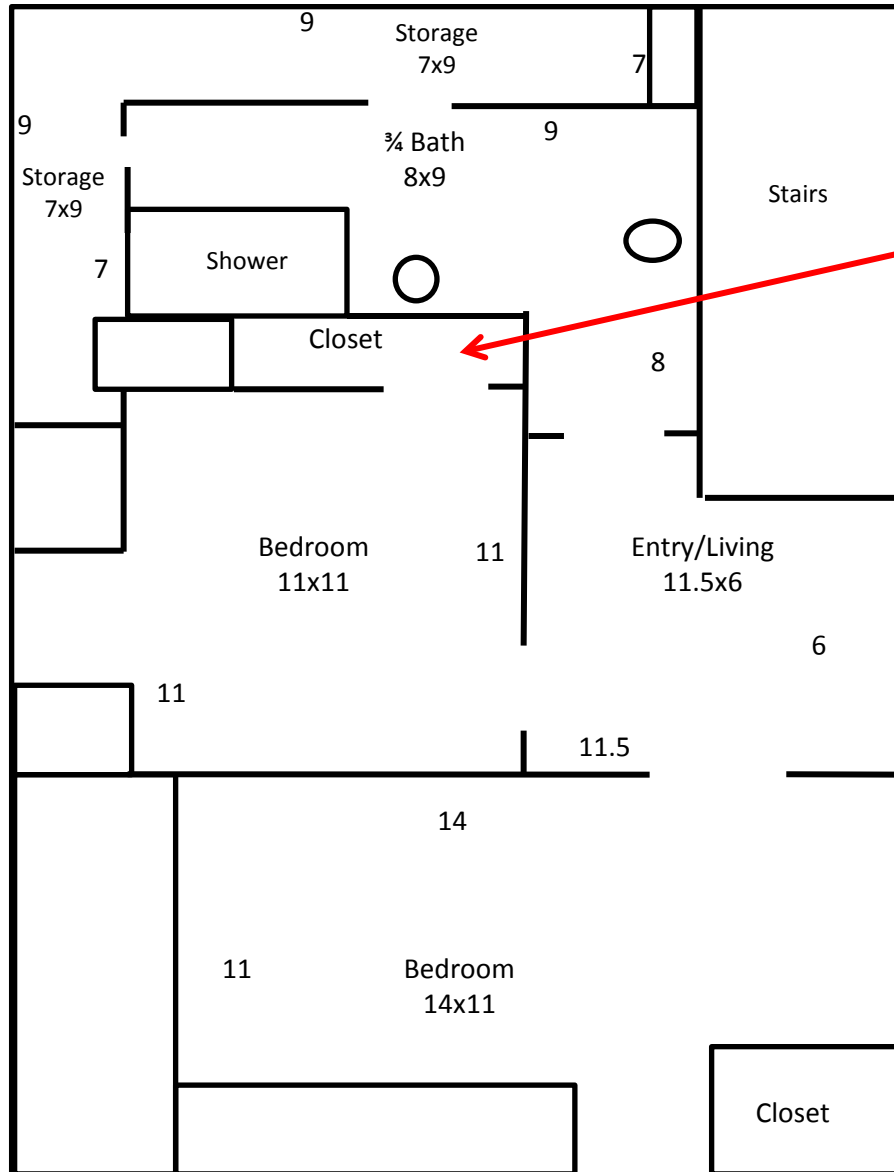 9
Storage
7x9
7
9
¾ Bath
8x9
9
Storage
7x9
Stairs
7
Shower
Closet
8
Bedroom
11x11
11
Entry/Living
11.5x6
6
11
11.5
14
11
Bedroom
14x11
Closet